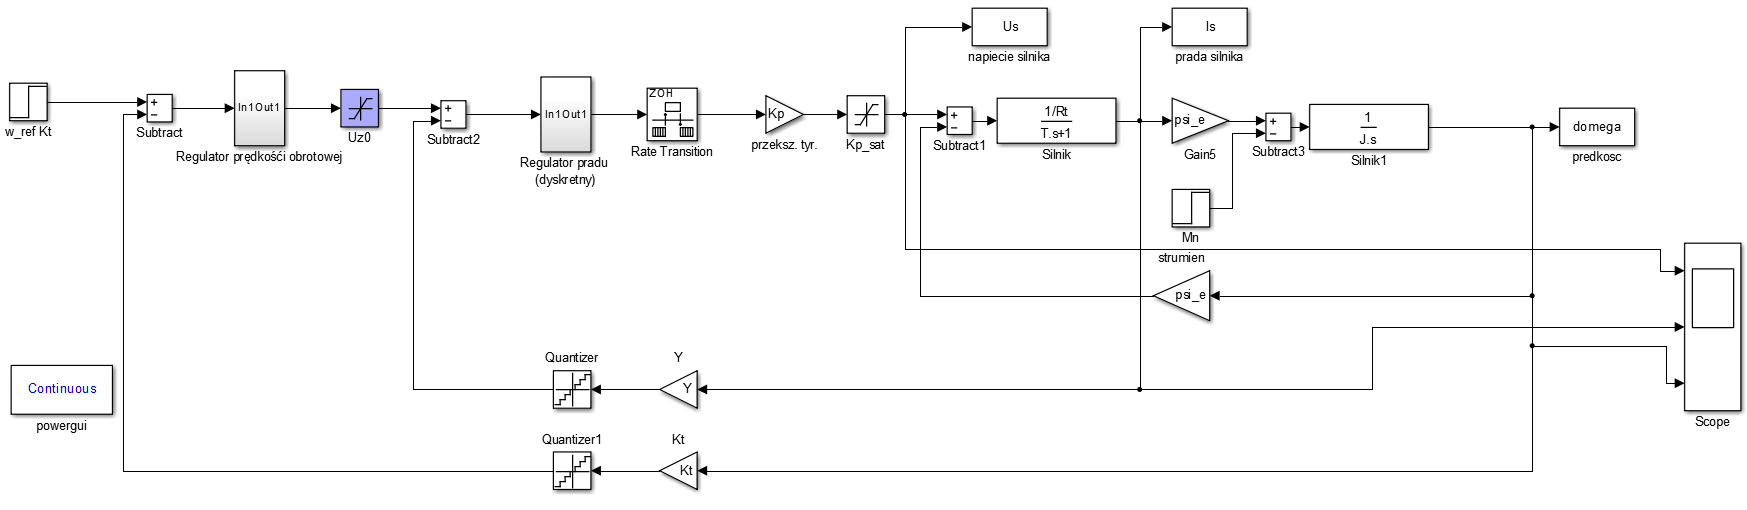 Us
napiecie silnika
Is
prada silnika
w_ref Kt
+
−
Subtract
In1 Out1
Regulator prędkośći obrotowej
Uz0
+
−
Subtract2
In1 Out1
Regulator pradu
(dyskretny)
ZOH
Rate Transition
Kp
przeksz. tyr.
Kp_sat
+
−
Subtract1
1/Rt
T.s+1
Silnik
psi_e
Gain5
+
−
Subtract3
1
J.s
Silnik1
domega
predkosc
Mn
strumien
psi_e
Scope
Quantizer
Y
Y
Continuous
powergui
Quantizer1
Kt
Kt